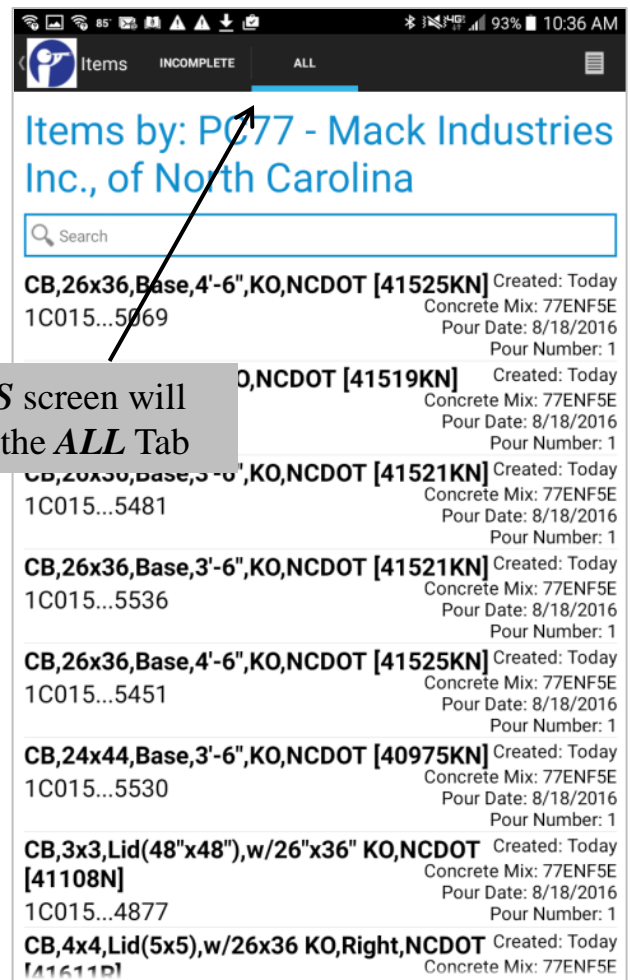 85° 93% 10:36 AM
Items INCOMPLETE ALL
Items by: PC77 - Mack Industries
Inc., of North Carolina
Search
CB,26x36,Base,4'-6",KO,NCDOT [41525KN] Created: Today
1C015...5069 Concrete Mix: 77ENF5E
Pour Date: 8/18/2016
Pour Number: 1
O,NCDOT [41519KN] Created: Today
Concrete Mix: 77ENF5E
Pour Date: 8/18/2016
Pour Number: 1
S screen will
the ALL Tab
CB,26x36,Base,3'-6",KO,NCDOT [41521KN] Created: Today
1C015...5481 Concrete Mix: 77ENF5E
Pour Date: 8/18/2016
Pour Number: 1
CB,26x36,Base,3'-6",KO,NCDOT [41521KN] Created: Today
1C015...5536 Concrete Mix: 77ENF5E
Pour Date: 8/18/2016
Pour Number: 1
CB,26x36,Base,4'-6",KO,NCDOT [41525KN] Created: Today
1C015...5451 Concrete Mix: 77ENF5E
Pour Date: 8/18/2016
Pour Number: 1
CB,24x44,Base,3'-6",KO,NCDOT [40975KN] Created: Today
1C015...5530 Concrete Mix: 77ENF5E
Pour Date: 8/18/2016
Pour Number: 1
CB,3x3,Lid(48"x48"),w/26"x36" KO,NCDOT Created: Today
[41108N] Concrete Mix: 77ENF5E
Pour Date: 8/18/2016
1C015...4877 Pour Number: 1
CB,4x4,Lid(5x5),w/26x36 KO,Right,NCDOT Created: Today
[41611R] Concrete Mix: 77ENF5E